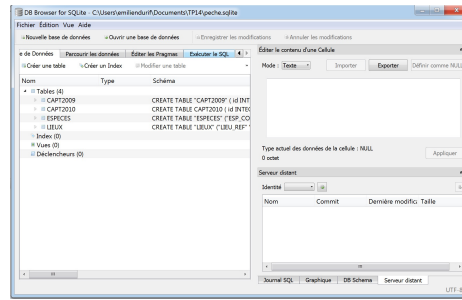 DB Browser for SQLite - C:\Users\emiliendurif\Documents\TP14\peche.sqlite
Fichier Édition Vue Aide
Nouvelle base de données Ouvrir une base de données Enregistrer les modifications Annuler les modifications
e de Données Parcourir les données Éditer les Pragmas Exécuter le SQL
Créer une table Créer un Index Modifier une table
Nom Type Schéma
Tables (4)
CAPT2009 CREATE TABLE "CAPT2009" ( id INT
CAPT2010 CREATE TABLE CAPT2010 ( id INTEG
ESPECES CREATE TABLE "ESPECES" ("ESP_CO
LIEUX CREATE TABLE "LIEUX" ("LIEU_REF" '
Index (0)
Vues (0)
Déclencheurs (0)
Éditer le contenu d'une Cellule
Mode : Texte Importer Exporter Définir comme NULL
Type actuel des données de la cellule : NULL
0 octet
Appliquer
Serveur distant
Identité
Nom Commit Dernière modific Taille
Journal SQL Graphique DB Schema Serveur distant
UTF-8